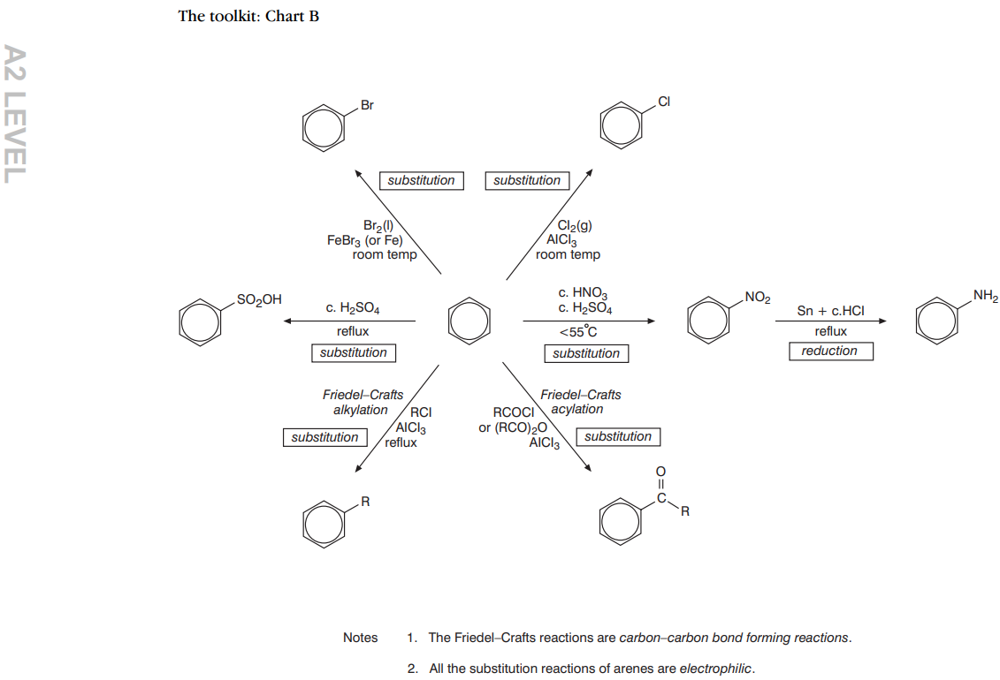 The toolkit: Chart B
A2 LEVEL
Br
Cl
substitution
substitution
Br₂(l)
FeBr₃ (or Fe)
room temp
Cl₂(g)
AlCl₃
room temp
SO₂OH
c. H₂SO₄
reflux
substitution
c. HNO₃
c. H₂SO₄
<55°C
substitution
NO₂
Sn + c.HCl
reflux
reduction
NH₂
Friedel–Crafts
alkylation
RCl
AlCl₃
reflux
substitution
Friedel–Crafts
acylation
RCOCl
or (RCO)₂O
AlCl₃
substitution
R
O
C
R
Notes 1. The Friedel–Crafts reactions are carbon–carbon bond forming reactions.
2. All the substitution reactions of arenes are electrophilic.